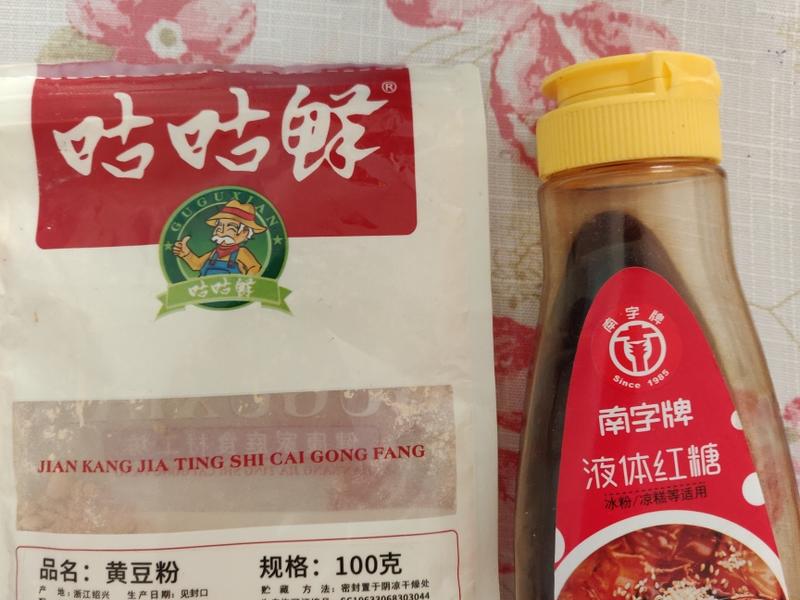 咕咕鲜®
GUGUXIAN
咕咕鲜
JIAN KANG JIA TING SHI CAI GONG FANG
品名：黄豆粉 规格：100克
产 地：浙江绍兴 生产日期：见封口
贮藏方法：密封置于阴凉干燥处
南字牌
Since 1985
南字牌
液体红糖
冰粉/凉糕等适用